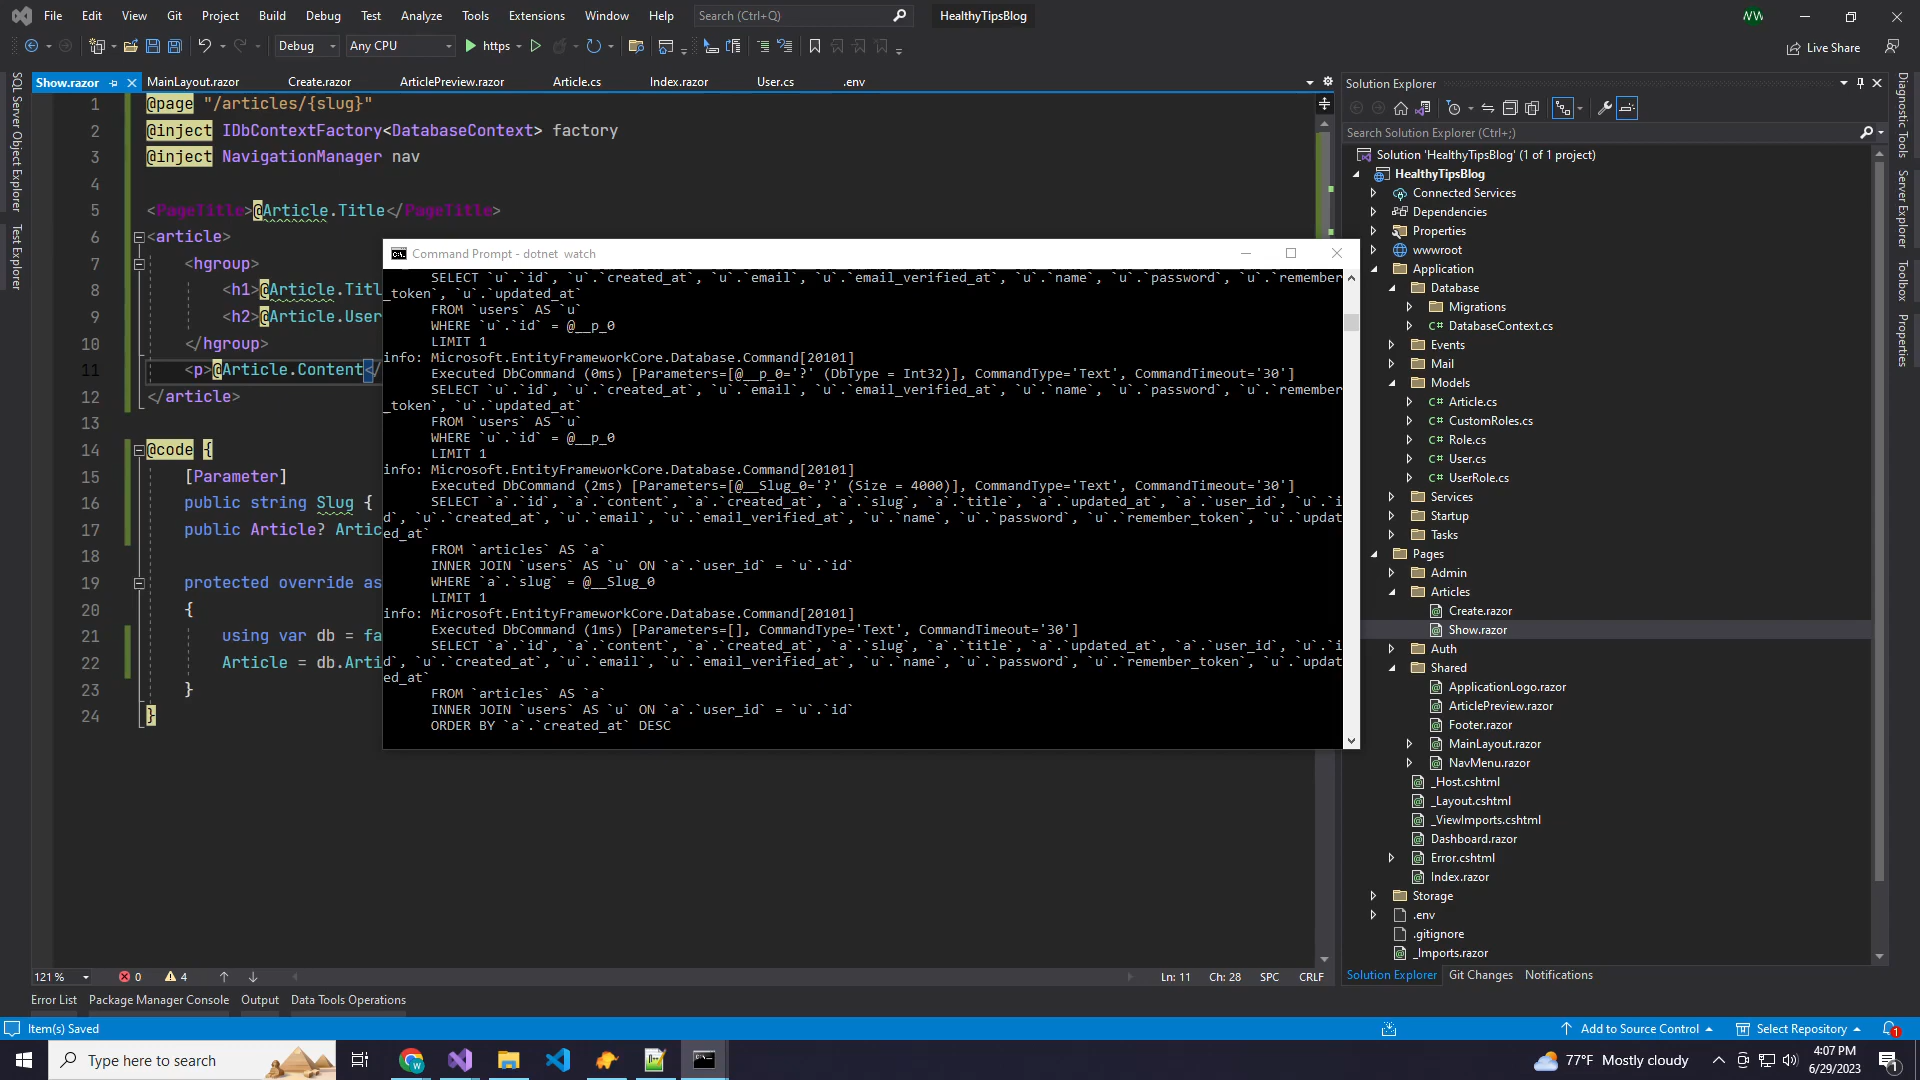 File Edit View Git Project Build Debug Test Analyze Tools Extensions Window Help Search (Ctrl+Q) HealthyTipsBlog
Debug Any CPU https Live Share
Show.razor MainLayout.razor Create.razor ArticlePreview.razor Article.cs Index.razor User.cs .env
SQL Server Object Explorer
Test Explorer
1 @page "/articles/{slug}"
2 @inject IDbContextFactory<DatabaseContext> factory
3 @inject NavigationManager nav
4
5 <PageTitle>@Article.Title</PageTitle>
6 <article>
7 <hgroup>
8 <h1>@Article.Titl
9 <h2>@Article.User
10 </hgroup>
11 <p>@Article.Content</
12 </article>
13
14 @code {
15 [Parameter]
16 public string Slug {
17 public Article? Artic
18
19 protected override as
20 {
21 using var db = fa
22 Article = db.Arti
23 }
24 }
Command Prompt - dotnet watch
SELECT `u`.`id`, `u`.`created_at`, `u`.`email`, `u`.`email_verified_at`, `u`.`name`, `u`.`password`, `u`.`remember
_token`, `u`.`updated_at`
FROM `users` AS `u`
WHERE `u`.`id` = @__p_0
LIMIT 1
info: Microsoft.EntityFrameworkCore.Database.Command[20101]
Executed DbCommand (0ms) [Parameters=[@__p_0='?' (DbType = Int32)], CommandType='Text', CommandTimeout='30']
SELECT `u`.`id`, `u`.`created_at`, `u`.`email`, `u`.`email_verified_at`, `u`.`name`, `u`.`password`, `u`.`remember
_token`, `u`.`updated_at`
FROM `users` AS `u`
WHERE `u`.`id` = @__p_0
LIMIT 1
info: Microsoft.EntityFrameworkCore.Database.Command[20101]
Executed DbCommand (2ms) [Parameters=[@__Slug_0='?' (Size = 4000)], CommandType='Text', CommandTimeout='30']
SELECT `a`.`id`, `a`.`content`, `a`.`created_at`, `a`.`slug`, `a`.`title`, `a`.`updated_at`, `a`.`user_id`, `u`.`i
d`, `u`.`created_at`, `u`.`email`, `u`.`email_verified_at`, `u`.`name`, `u`.`password`, `u`.`remember_token`, `u`.`updat
ed_at`
FROM `articles` AS `a`
INNER JOIN `users` AS `u` ON `a`.`user_id` = `u`.`id`
WHERE `a`.`slug` = @__Slug_0
LIMIT 1
info: Microsoft.EntityFrameworkCore.Database.Command[20101]
Executed DbCommand (1ms) [Parameters=[], CommandType='Text', CommandTimeout='30']
SELECT `a`.`id`, `a`.`content`, `a`.`created_at`, `a`.`slug`, `a`.`title`, `a`.`updated_at`, `a`.`user_id`, `u`.`i
d`, `u`.`created_at`, `u`.`email`, `u`.`email_verified_at`, `u`.`name`, `u`.`password`, `u`.`remember_token`, `u`.`updat
ed_at`
FROM `articles` AS `a`
INNER JOIN `users` AS `u` ON `a`.`user_id` = `u`.`id`
ORDER BY `a`.`created_at` DESC
Solution Explorer
Search Solution Explorer (Ctrl+;)
Solution 'HealthyTipsBlog' (1 of 1 project)
HealthyTipsBlog
Connected Services
Dependencies
Properties
wwwroot
Application
Database
Migrations
C# DatabaseContext.cs
Events
Mail
Models
C# Article.cs
C# CustomRoles.cs
C# Role.cs
C# User.cs
C# UserRole.cs
Services
Startup
Tasks
Pages
Admin
Articles
Create.razor
Show.razor
Auth
Shared
ApplicationLogo.razor
ArticlePreview.razor
Footer.razor
MainLayout.razor
NavMenu.razor
_Host.cshtml
_Layout.cshtml
_ViewImports.cshtml
Dashboard.razor
Error.cshtml
Index.razor
Storage
.env
.gitignore
_Imports.razor
Solution Explorer Git Changes Notifications
Diagnostic Tools
Server Explorer
Toolbox
Properties
121 % 0 4 Ln: 11 Ch: 28 SPC CRLF
Error List Package Manager Console Output Data Tools Operations
Item(s) Saved Add to Source Control Select Repository 1
Type here to search 77°F Mostly cloudy 4:07 PM
6/29/2023 1